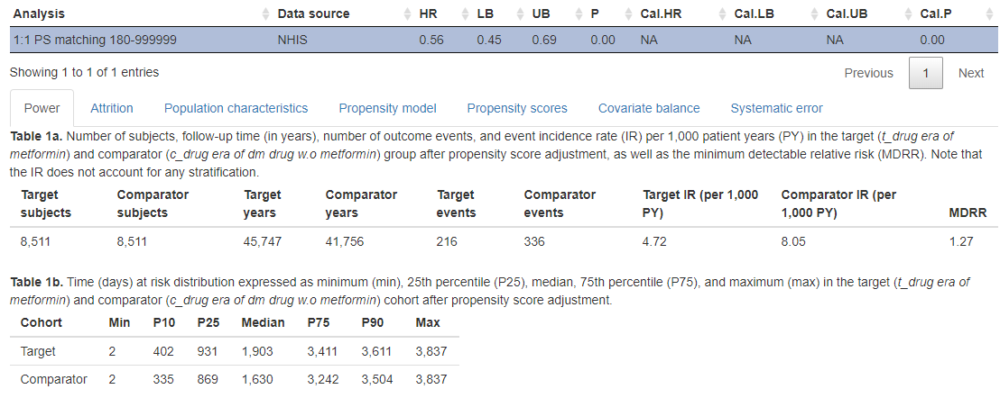 Analysis Data source HR LB UB P Cal.HR Cal.LB Cal.UB Cal.P
1:1 PS matching 180-999999 NHIS 0.56 0.45 0.69 0.00 NA NA NA 0.00
Showing 1 to 1 of 1 entries
Previous 1 Next
Power Attrition Population characteristics Propensity model Propensity scores Covariate balance Systematic error
Table 1a. Number of subjects, follow-up time (in years), number of outcome events, and event incidence rate (IR) per 1,000 patient years (PY) in the target (t_drug era of
metformin) and comparator (c_drug era of dm drug w.o metformin) group after propensity score adjustment, as well as the minimum detectable relative risk (MDRR). Note that
the IR does not account for any stratification.
Target Comparator Target Comparator Target Comparator Target IR (per 1,000 Comparator IR (per
subjects subjects years years events events PY) 1,000 PY) MDRR
8,511 8,511 45,747 41,756 216 336 4.72 8.05 1.27
Table 1b. Time (days) at risk distribution expressed as minimum (min), 25th percentile (P25), median, 75th percentile (P75), and maximum (max) in the target (t_drug era of
metformin) and comparator (c_drug era of dm drug w.o metformin) cohort after propensity score adjustment.
Cohort Min P10 P25 Median P75 P90 Max
Target 2 402 931 1,903 3,411 3,611 3,837
Comparator 2 335 869 1,630 3,242 3,504 3,837